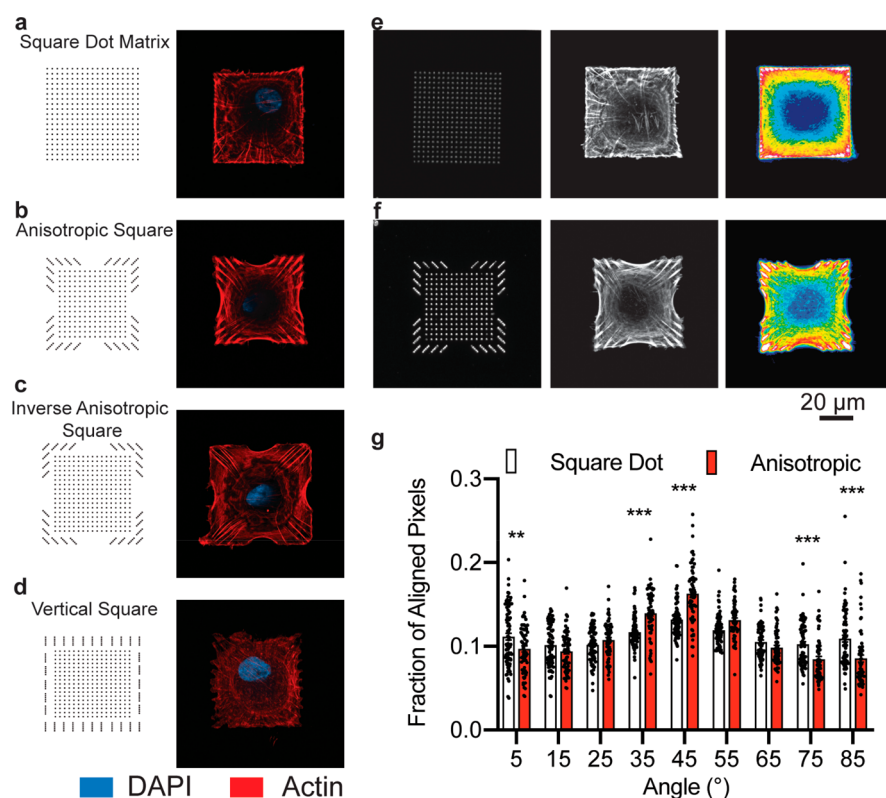 a
Square Dot Matrix
b
Anisotropic Square
c
Inverse Anisotropic
Square
d
Vertical Square
DAPI
Actin
e
f
20 µm
g
Square Dot
Anisotropic
Fraction of Aligned Pixels
0.3
0.2
0.1
0.0
**
***
***
***
***
5
15
25
35
45
55
65
75
85
Angle (°)